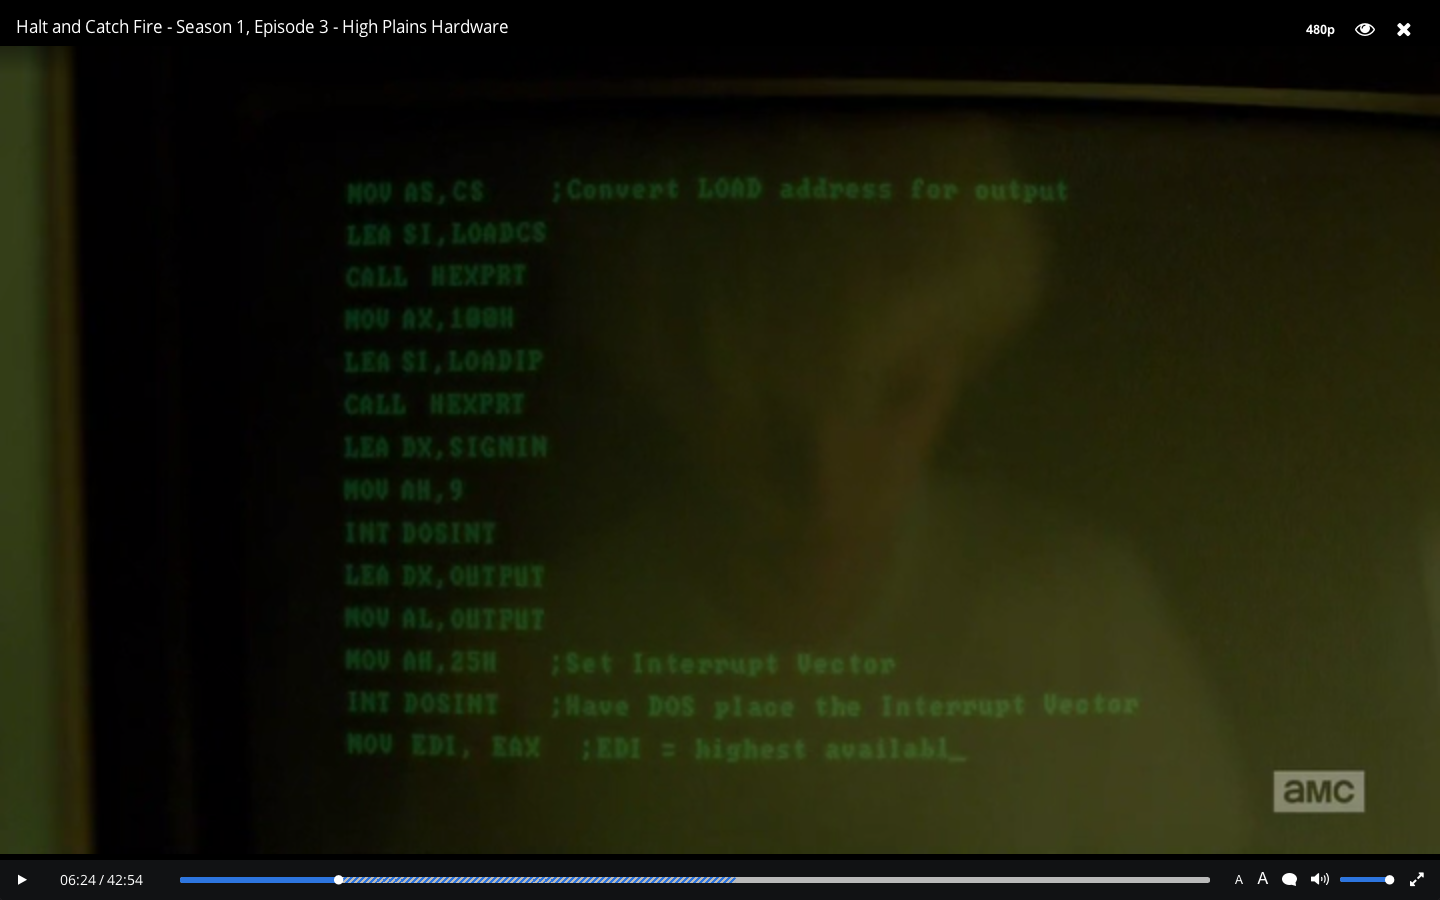 Halt and Catch Fire - Season 1, Episode 3 - High Plains Hardware
480p
MOV AS,CS ;Convert LOAD address for output
LEA SI,LOADCS
CALL HEXPRT
MOV AX,100H
LEA SI,LOADIP
CALL HEXPRT
LEA DX,SIGNIN
MOV AH,9
INT DOSINT
LEA DX,OUTPUT
MOV AL,OUTPUT
MOV AH,25H ;Set Interrupt Vector
INT DOSINT ;Have DOS place the Interrupt Vector
MOV EDI, EAX ;EDI = highest availabl_
amc
06:24 / 42:54
A A